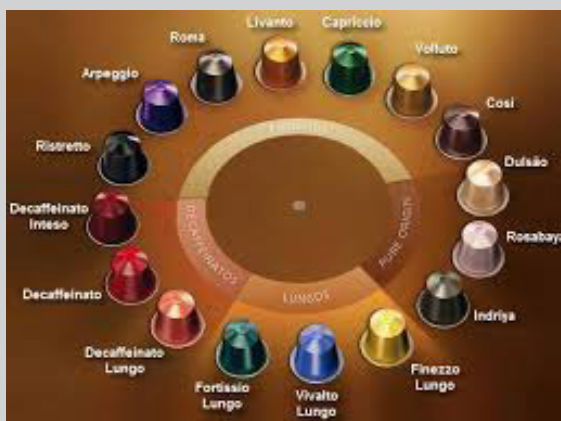 Livanto
Capriccio
Roma
Volluto
Arpeggio
Cosi
Ristretto
Dulsão
Decaffeinato
Inteso
Rosabaya
Decaffeinato
Indriya
Decaffeinato
Lungo
Fortissio
Lungo
Vivalto
Lungo
Finezzo
Lungo
DECAFFEINATOS
PURE ORIGIN
LUNGOS